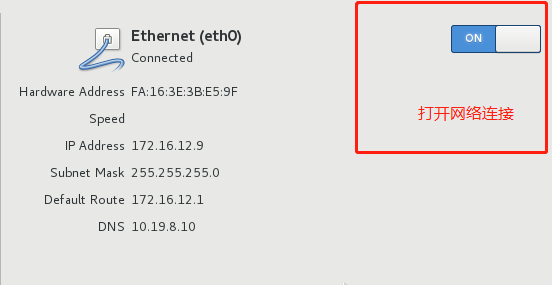 Ethernet (eth0)
Connected
ON
Hardware Address FA:16:3E:3B:E5:9F
Speed
打开网络连接
IP Address 172.16.12.9
Subnet Mask 255.255.255.0
Default Route 172.16.12.1
DNS 10.19.8.10